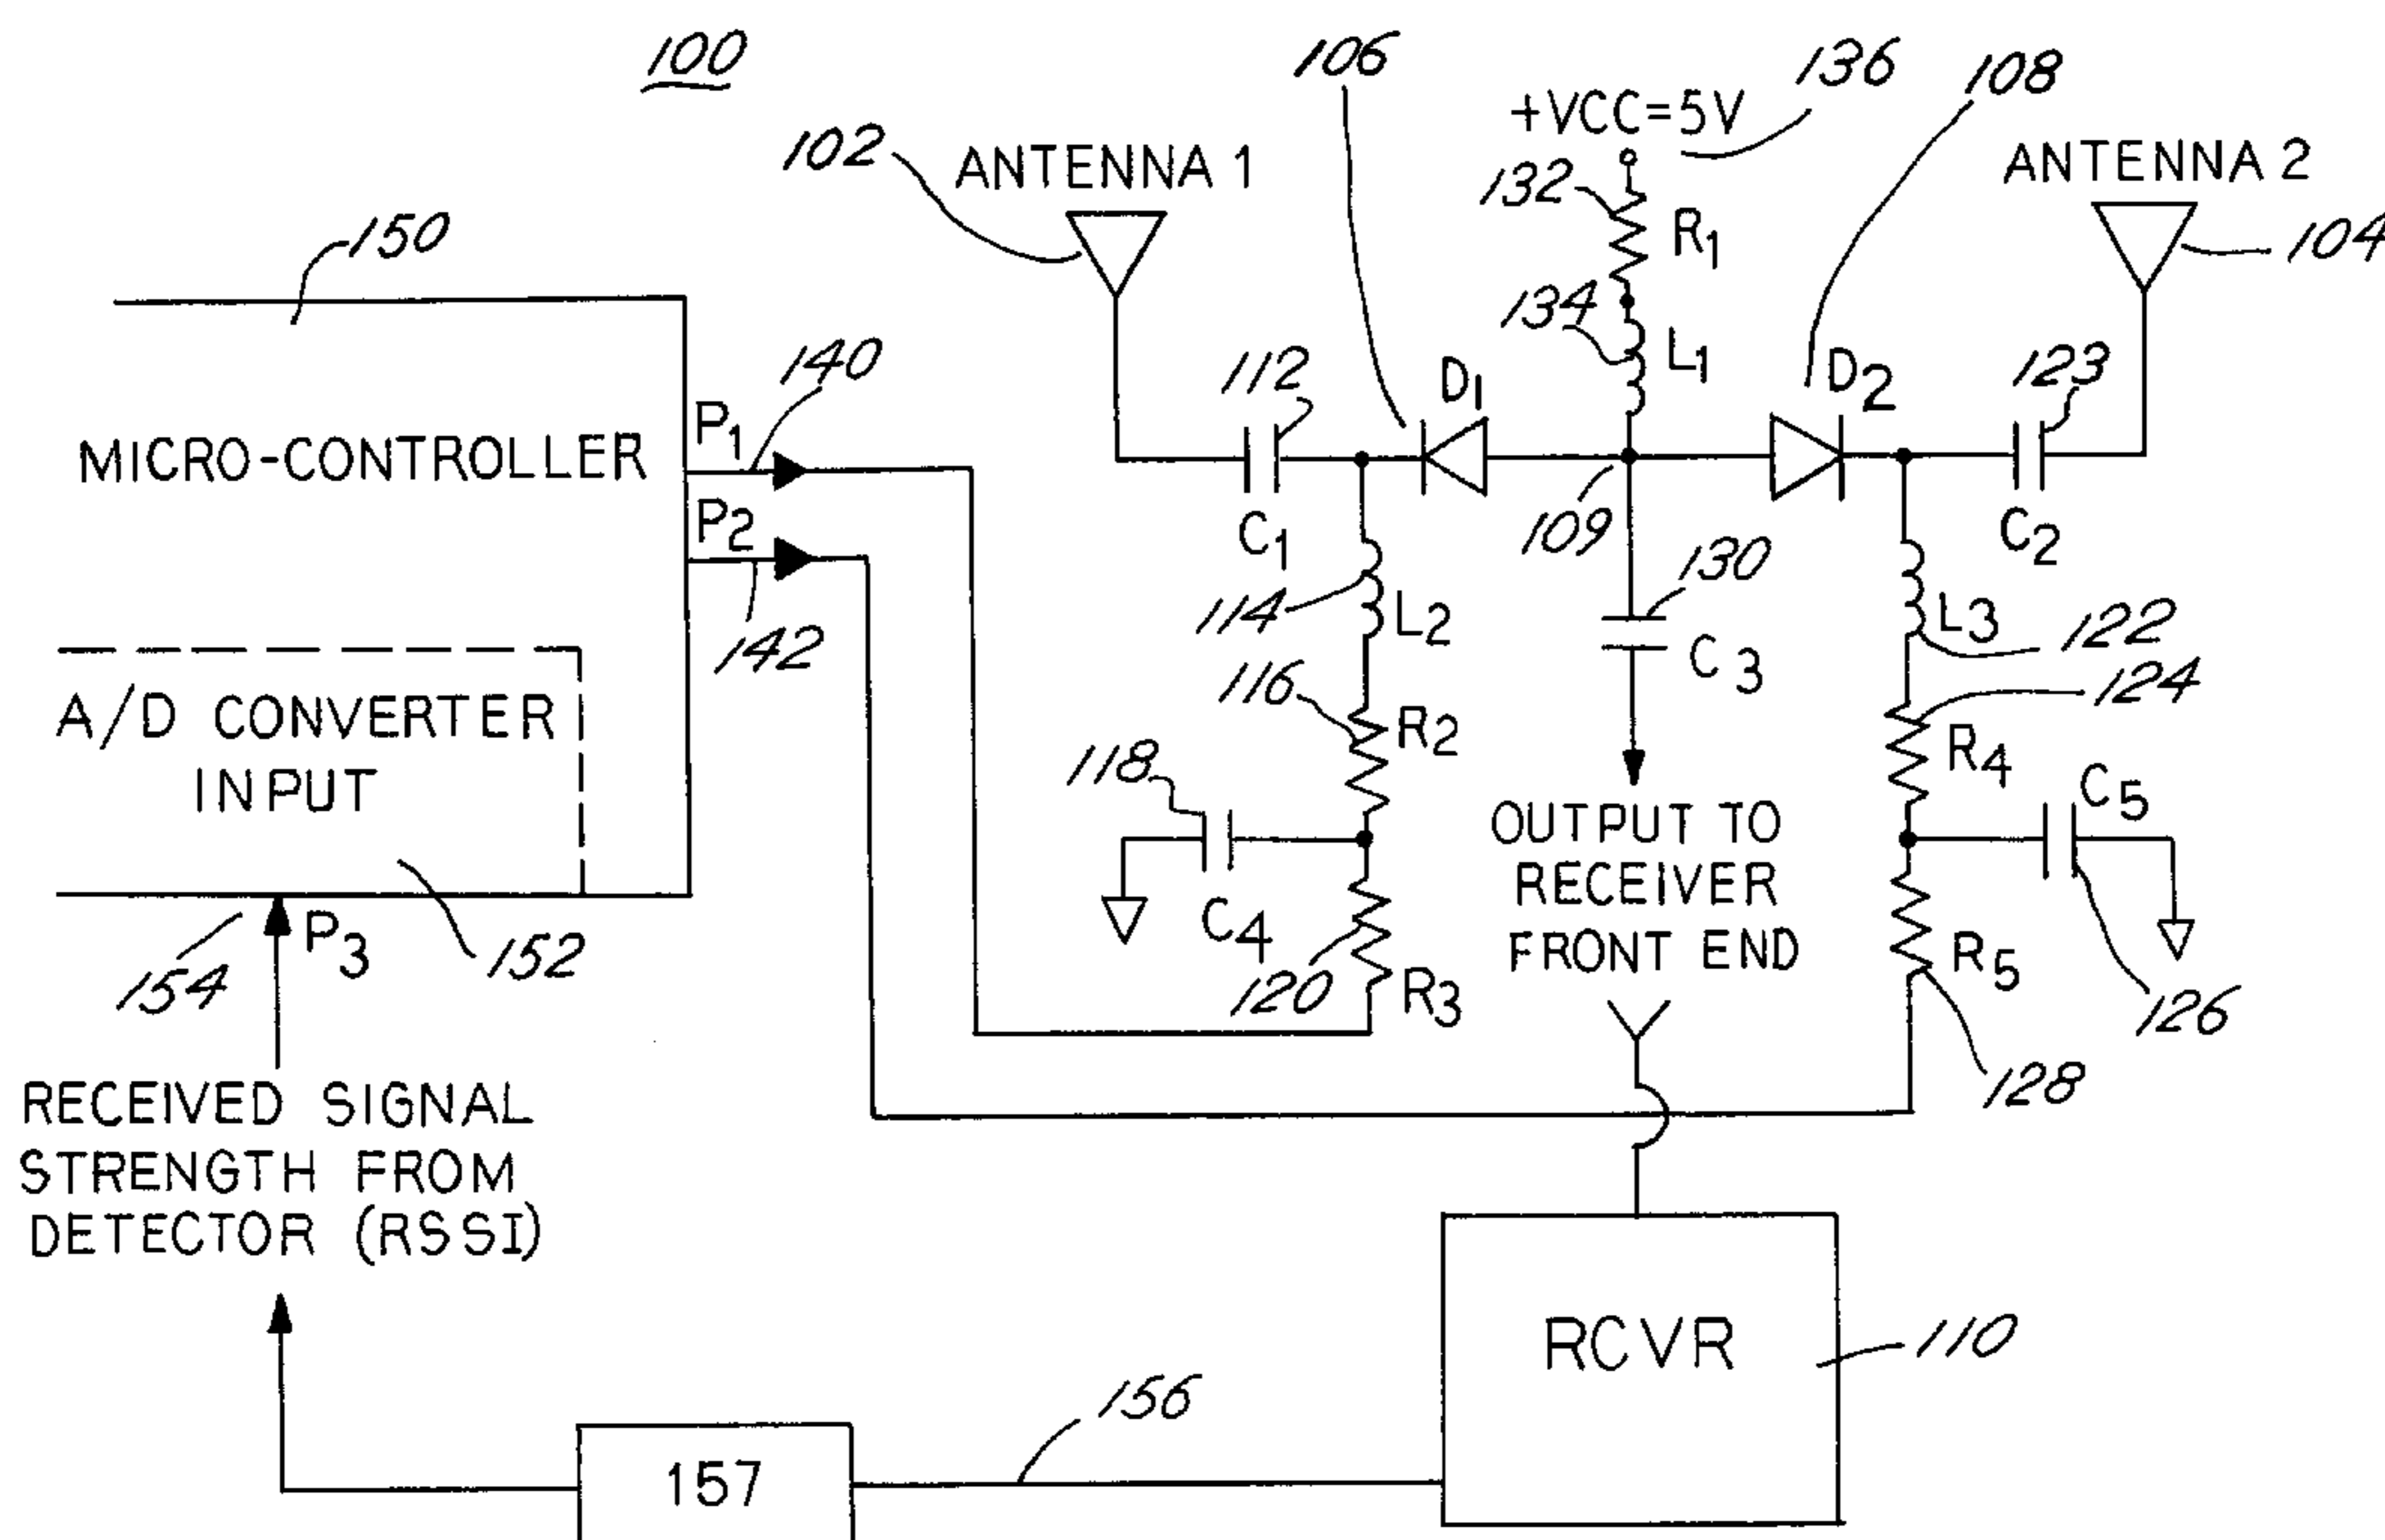 100
106
136
108
+VCC=5V
102
ANTENNA 1
132
R1
ANTENNA 2
104
150
134
L1
140
112
D1
D2
123
P1
MICRO-CONTROLLER
P2
C1
109
C2
130
142
114
L2
C3
L3
122
116
124
A/D CONVERTER
INPUT
R2
118
R4
C5
OUTPUT TO
RECEIVER
FRONT END
P3
152
154
C4
120
R3
R5
126
128
RECEIVED SIGNAL
STRENGTH FROM
DETECTOR (RSSI)
RCVR
110
156
157